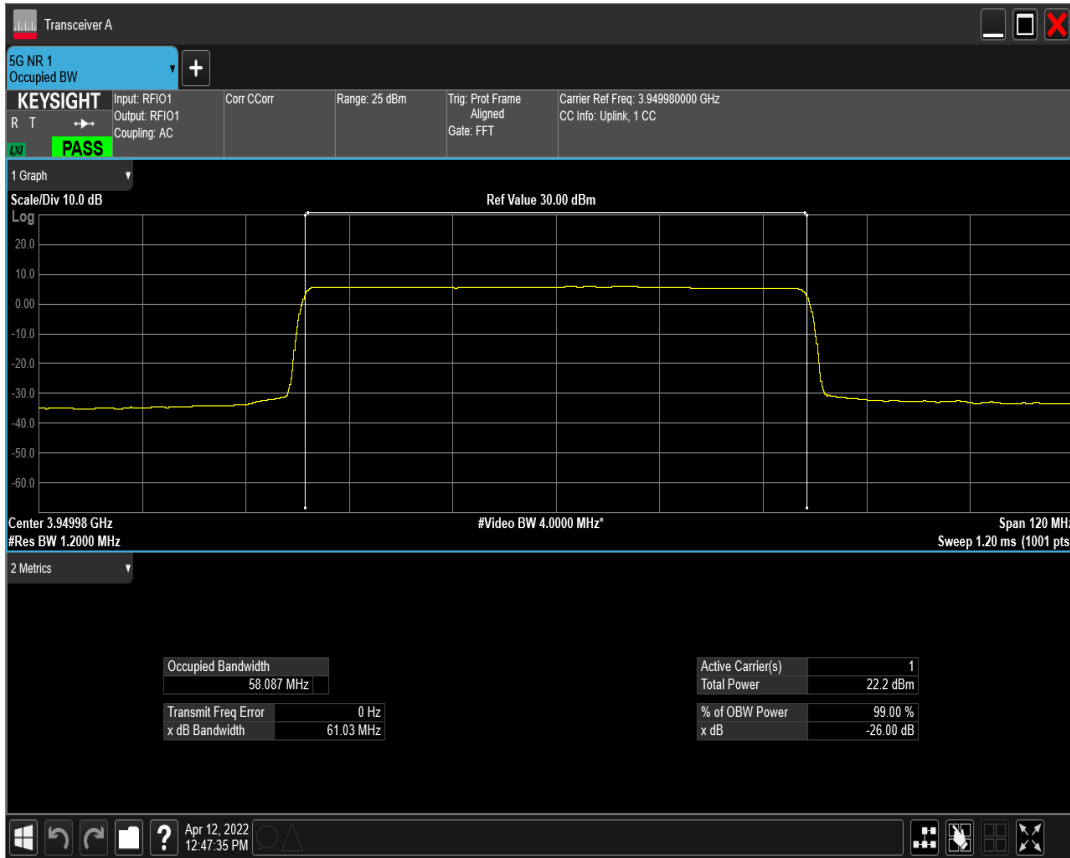 Transceiver A
5G NR 1
Occupied BW
KEYSIGHT
Input: RFIO1
Output: RFIO1
Coupling: AC
Corr CCorr
Range: 25 dBm
Trig: Prot Frame
Aligned
Gate: FFT
Carrier Ref Freq: 3.949980000 GHz
CC Info: Uplink, 1 CC
R T
LXI
PASS
1 Graph
Scale/Div 10.0 dB
Ref Value 30.00 dBm
Log
20.0
10.0
0.00
-10.0
-20.0
-30.0
-40.0
-50.0
-60.0
Center 3.94998 GHz
#Video BW 4.0000 MHz*
Span 120 MHz
#Res BW 1.2000 MHz
Sweep 1.20 ms (1001 pts
2 Metrics
Occupied Bandwidth
58.087 MHz
Transmit Freq Error 0 Hz
x dB Bandwidth 61.03 MHz
Active Carrier(s) 1
Total Power 22.2 dBm
% of OBW Power 99.00 %
x dB -26.00 dB
?
Apr 12, 2022
12:47:35 PM